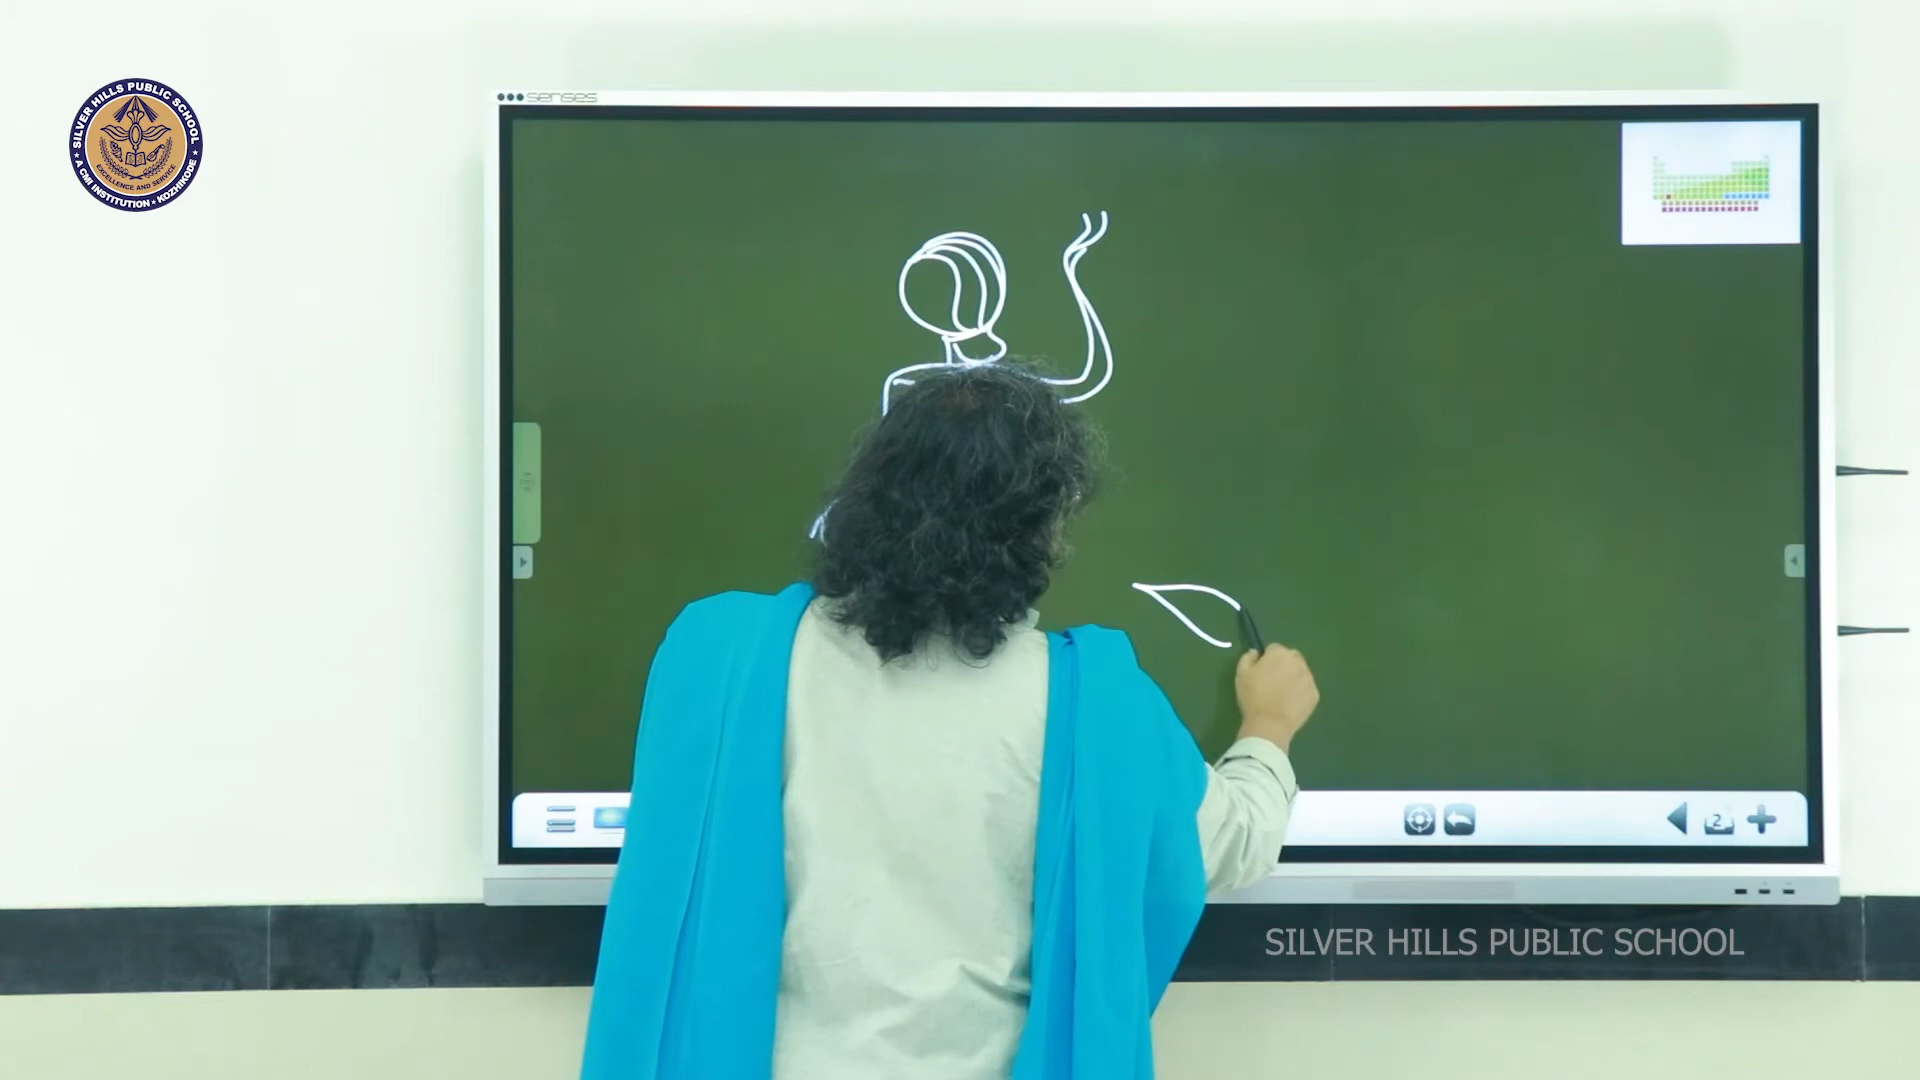 SILVER HILLS PUBLIC SCHOOL
EXCELLENCE AND SERVICE
★ A CMI INSTITUTION ★ KOZHIKODE ★
senses
2
SILVER HILLS PUBLIC SCHOOL